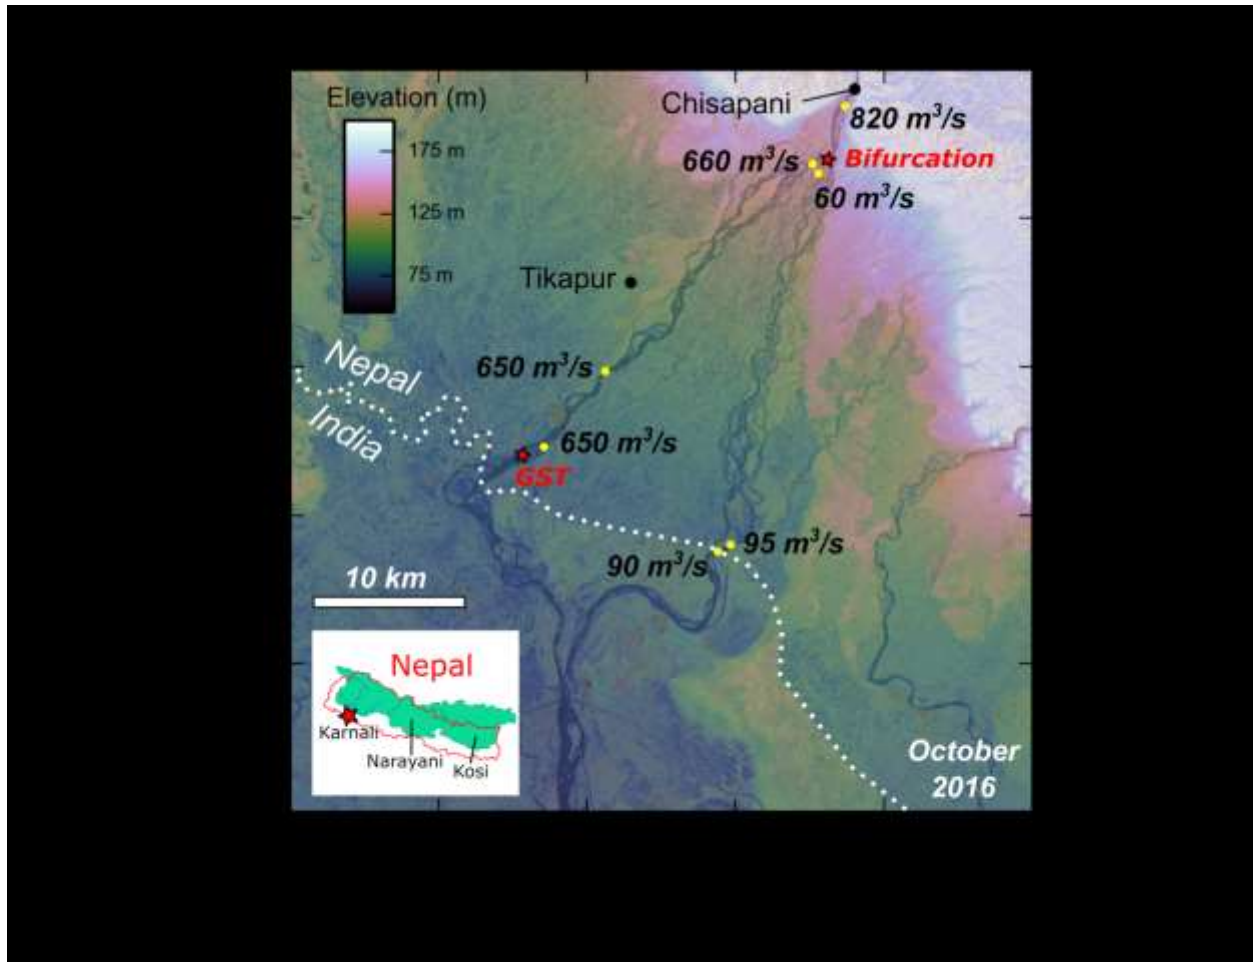 Elevation (m)
175 m
125 m
75 m
Chisapani
820 m³/s
660 m³/s
Bifurcation
60 m³/s
Tikapur
650 m³/s
Nepal
India
650 m³/s
GST
95 m³/s
90 m³/s
10 km
Nepal
Karnali
Narayani
Kosi
October
2016